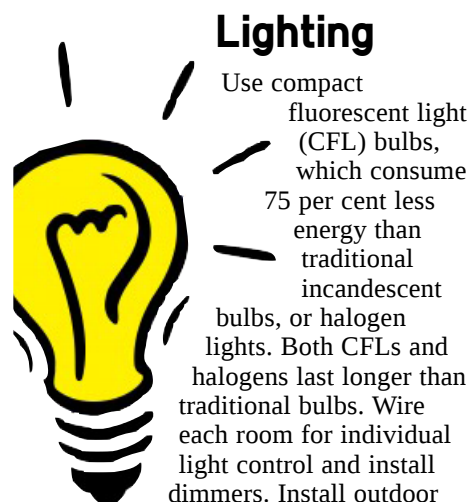 Lighting
Use compact
fluorescent light
(CFL) bulbs,
which consume
75 per cent less
energy than
traditional
incandescent
bulbs, or halogen
lights. Both CFLs and
halogens last longer than
traditional bulbs. Wire
each room for individual
light control and install
dimmers. Install outdoor